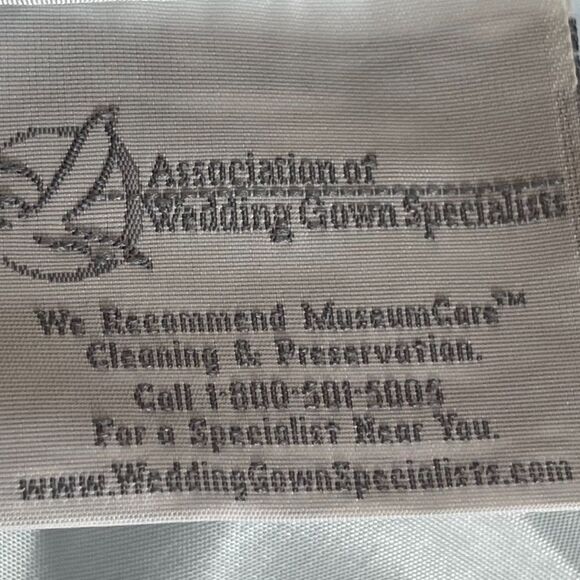 Association of
Wedding Gown Specialists
We Recommend MuseumCare™
Cleaning & Preservation.
Call 1-800-501-5005
For a Specialist Near You.
www.WeddingGownSpecialists.com